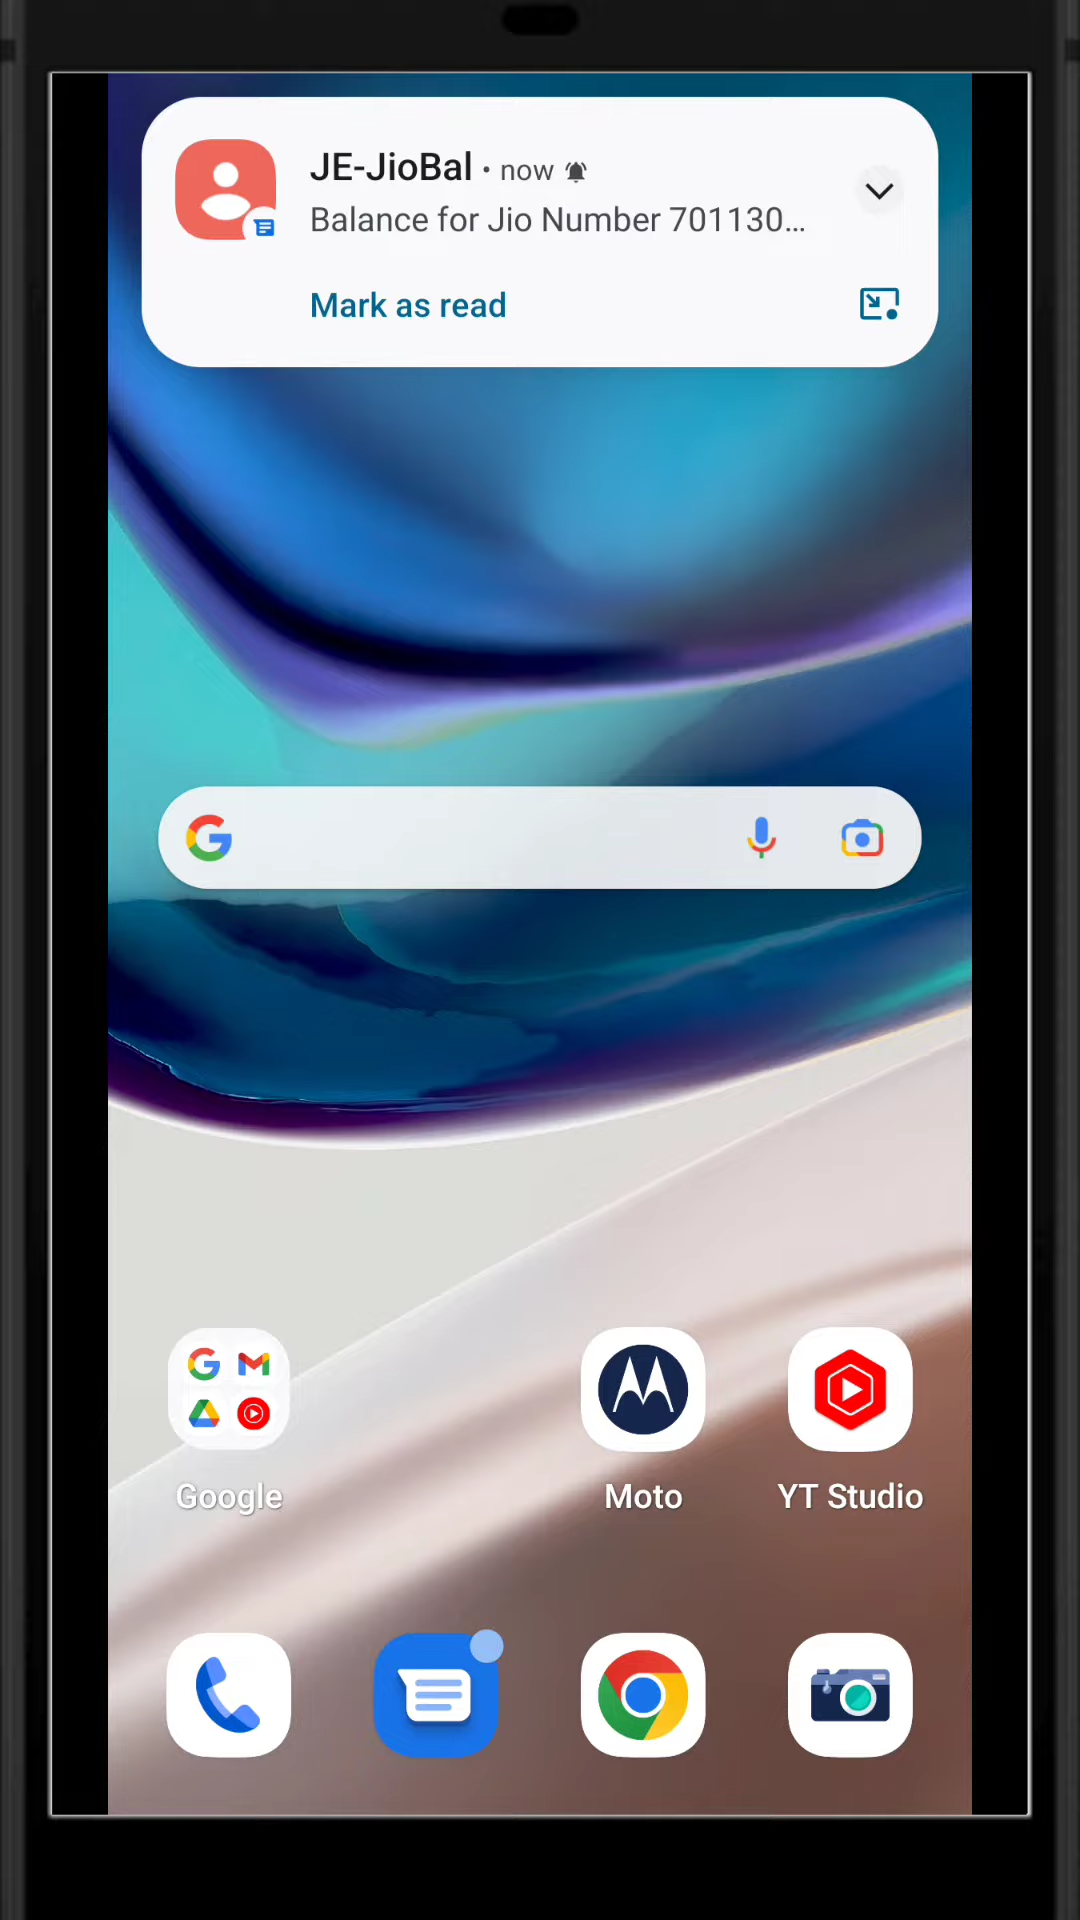 JE-JioBal • now
Balance for Jio Number 701130...
Mark as read
Google
Moto
YT Studio